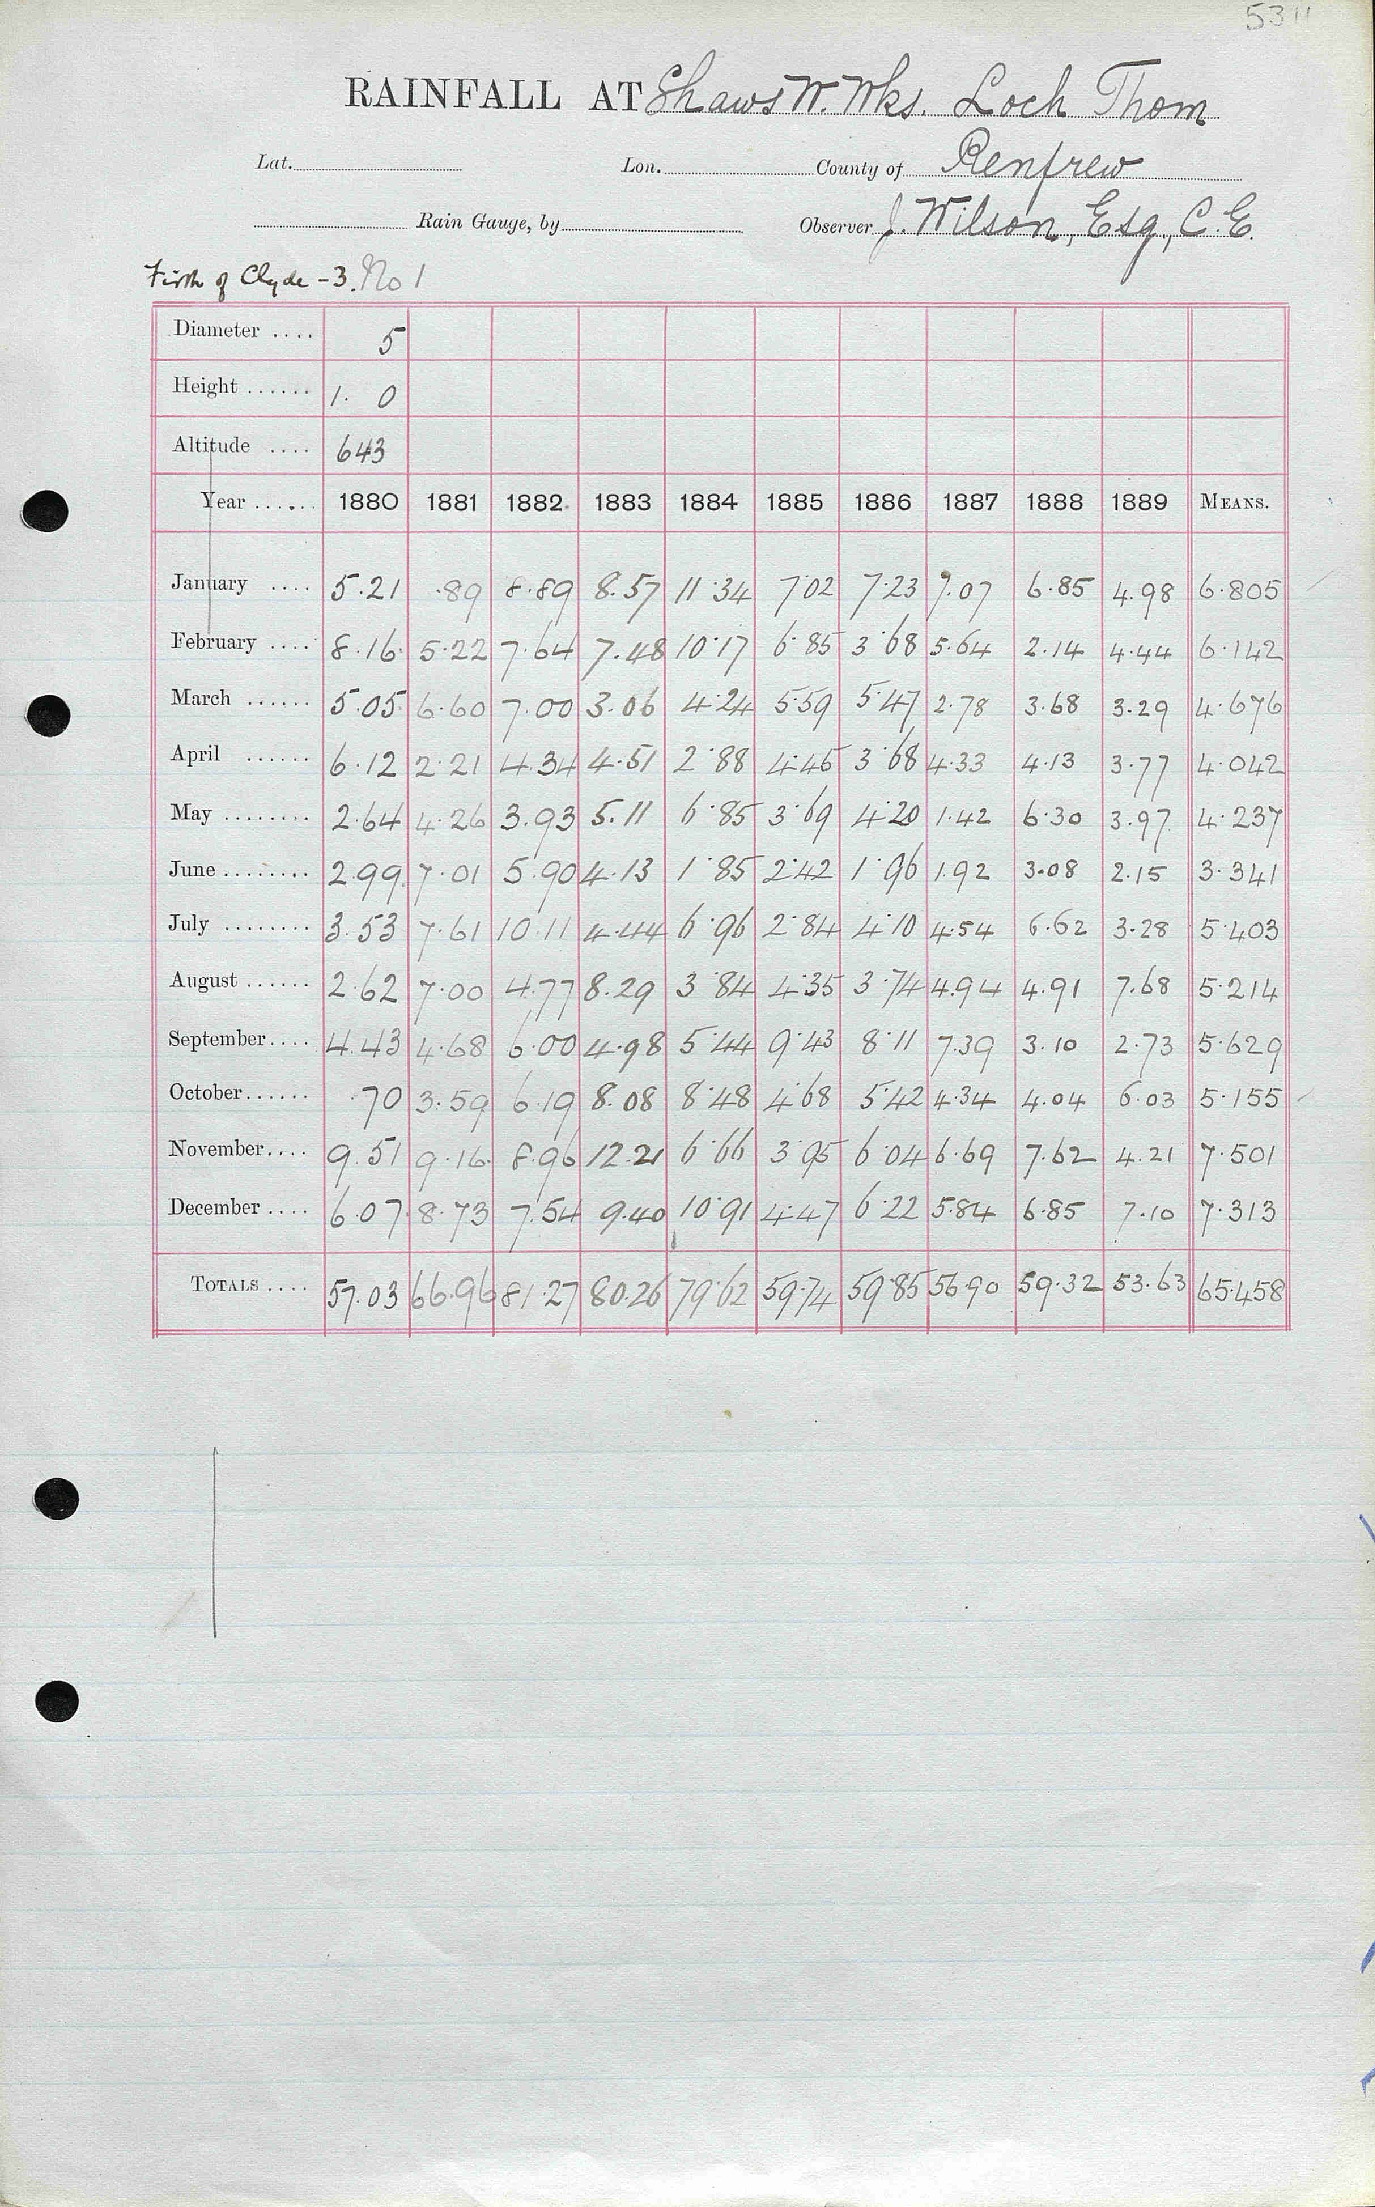 5311
RAINFALL AT Shaws W. Wks. Loch Thom
Lat. Lon. County of Renfrew
Rain Gauge, by Observer J. Wilson, Esq, C.E.
Firth of Clyde - 3. No 1
Diameter .... 5
Height ...... 1. 0
Altitude .... 643
Year ...... 1880 1881 1882 1883 1884 1885 1886 1887 1888 1889 MEANS.
January .... 5.21 .89 8.89 8.57 11.34 7.02 7.23 7.07 6.85 4.98 6.805
February .... 8.16 5.22 7.64 7.48 10.17 6.85 3.68 5.64 2.14 4.44 6.142
March ...... 5.05 6.60 7.00 3.06 4.24 5.59 5.47 2.78 3.68 3.29 4.676
April ...... 6.12 2.21 4.34 4.51 2.88 4.45 3.68 4.33 4.13 3.77 4.042
May ........ 2.64 4.26 3.93 5.11 6.85 3.69 4.20 1.42 6.30 3.97 4.237
June ........ 2.99 7.01 5.90 4.13 1.85 2.42 1.96 1.92 3.08 2.15 3.341
July ........ 3.53 7.61 10.11 4.44 6.96 2.84 4.10 4.54 6.62 3.28 5.403
August ...... 2.62 7.00 4.77 8.29 3.84 4.35 3.74 4.94 4.91 7.68 5.214
September .... 4.43 4.68 6.00 4.98 5.44 9.43 8.11 7.39 3.10 2.73 5.629
October ...... .70 3.59 6.19 8.08 8.48 4.68 5.42 4.34 4.04 6.03 5.155
November .... 9.51 9.16 8.96 12.21 6.66 3.95 6.04 6.69 7.62 4.21 7.501
December .... 6.07 8.73 7.54 9.40 10.91 4.47 6.22 5.84 6.85 7.10 7.313
TOTALS .... 57.03 66.96 81.27 80.26 79.62 59.74 59.85 56.90 59.32 53.63 65.458